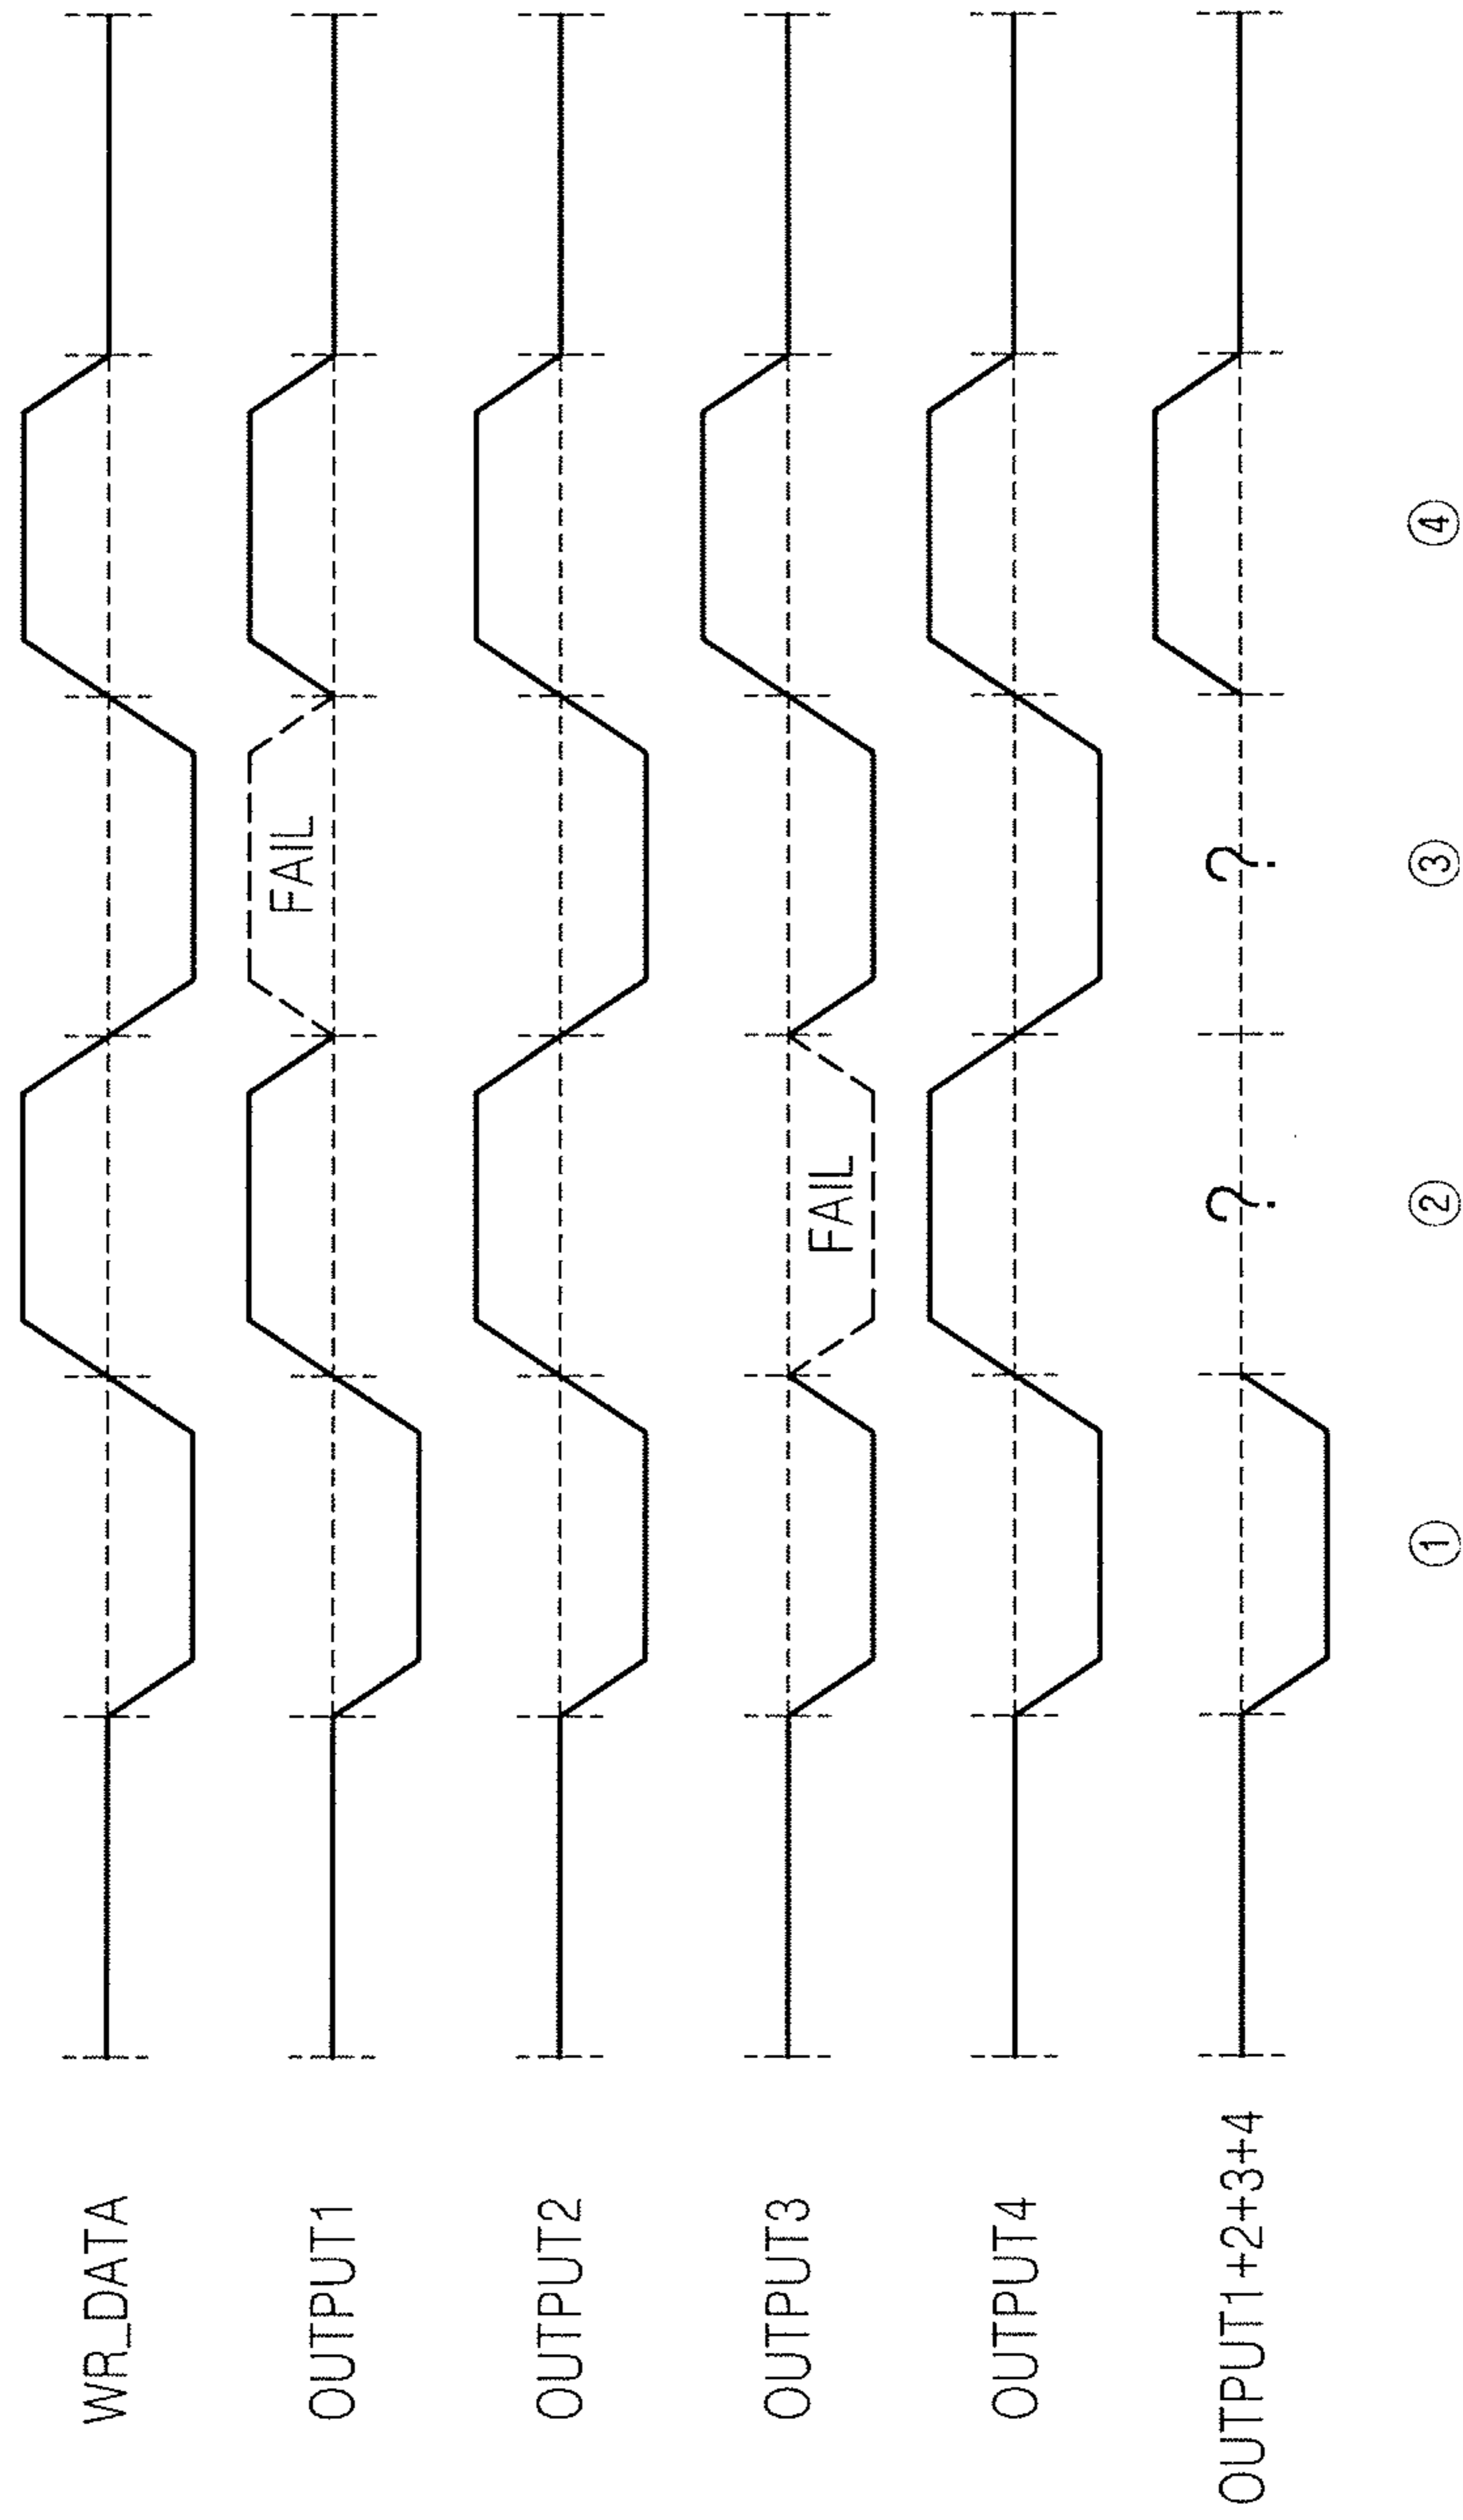 WR_DATA
OUTPUT1
FAIL
OUTPUT2
OUTPUT3
FAIL
OUTPUT4
OUTPUT1+2+3+4
? ?
① ② ③ ④